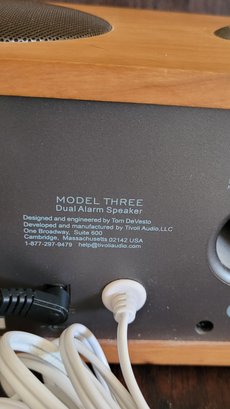 MODEL THREE
Dual Alarm Speaker
Designed and engineered by Tom DeVesto
Developed and manufactured by Tivoli Audio, LLC
One Broadway, Suite 600
Cambridge, Massachusetts 02142 USA
1-877-297-9479 help@tivoliaudio.com